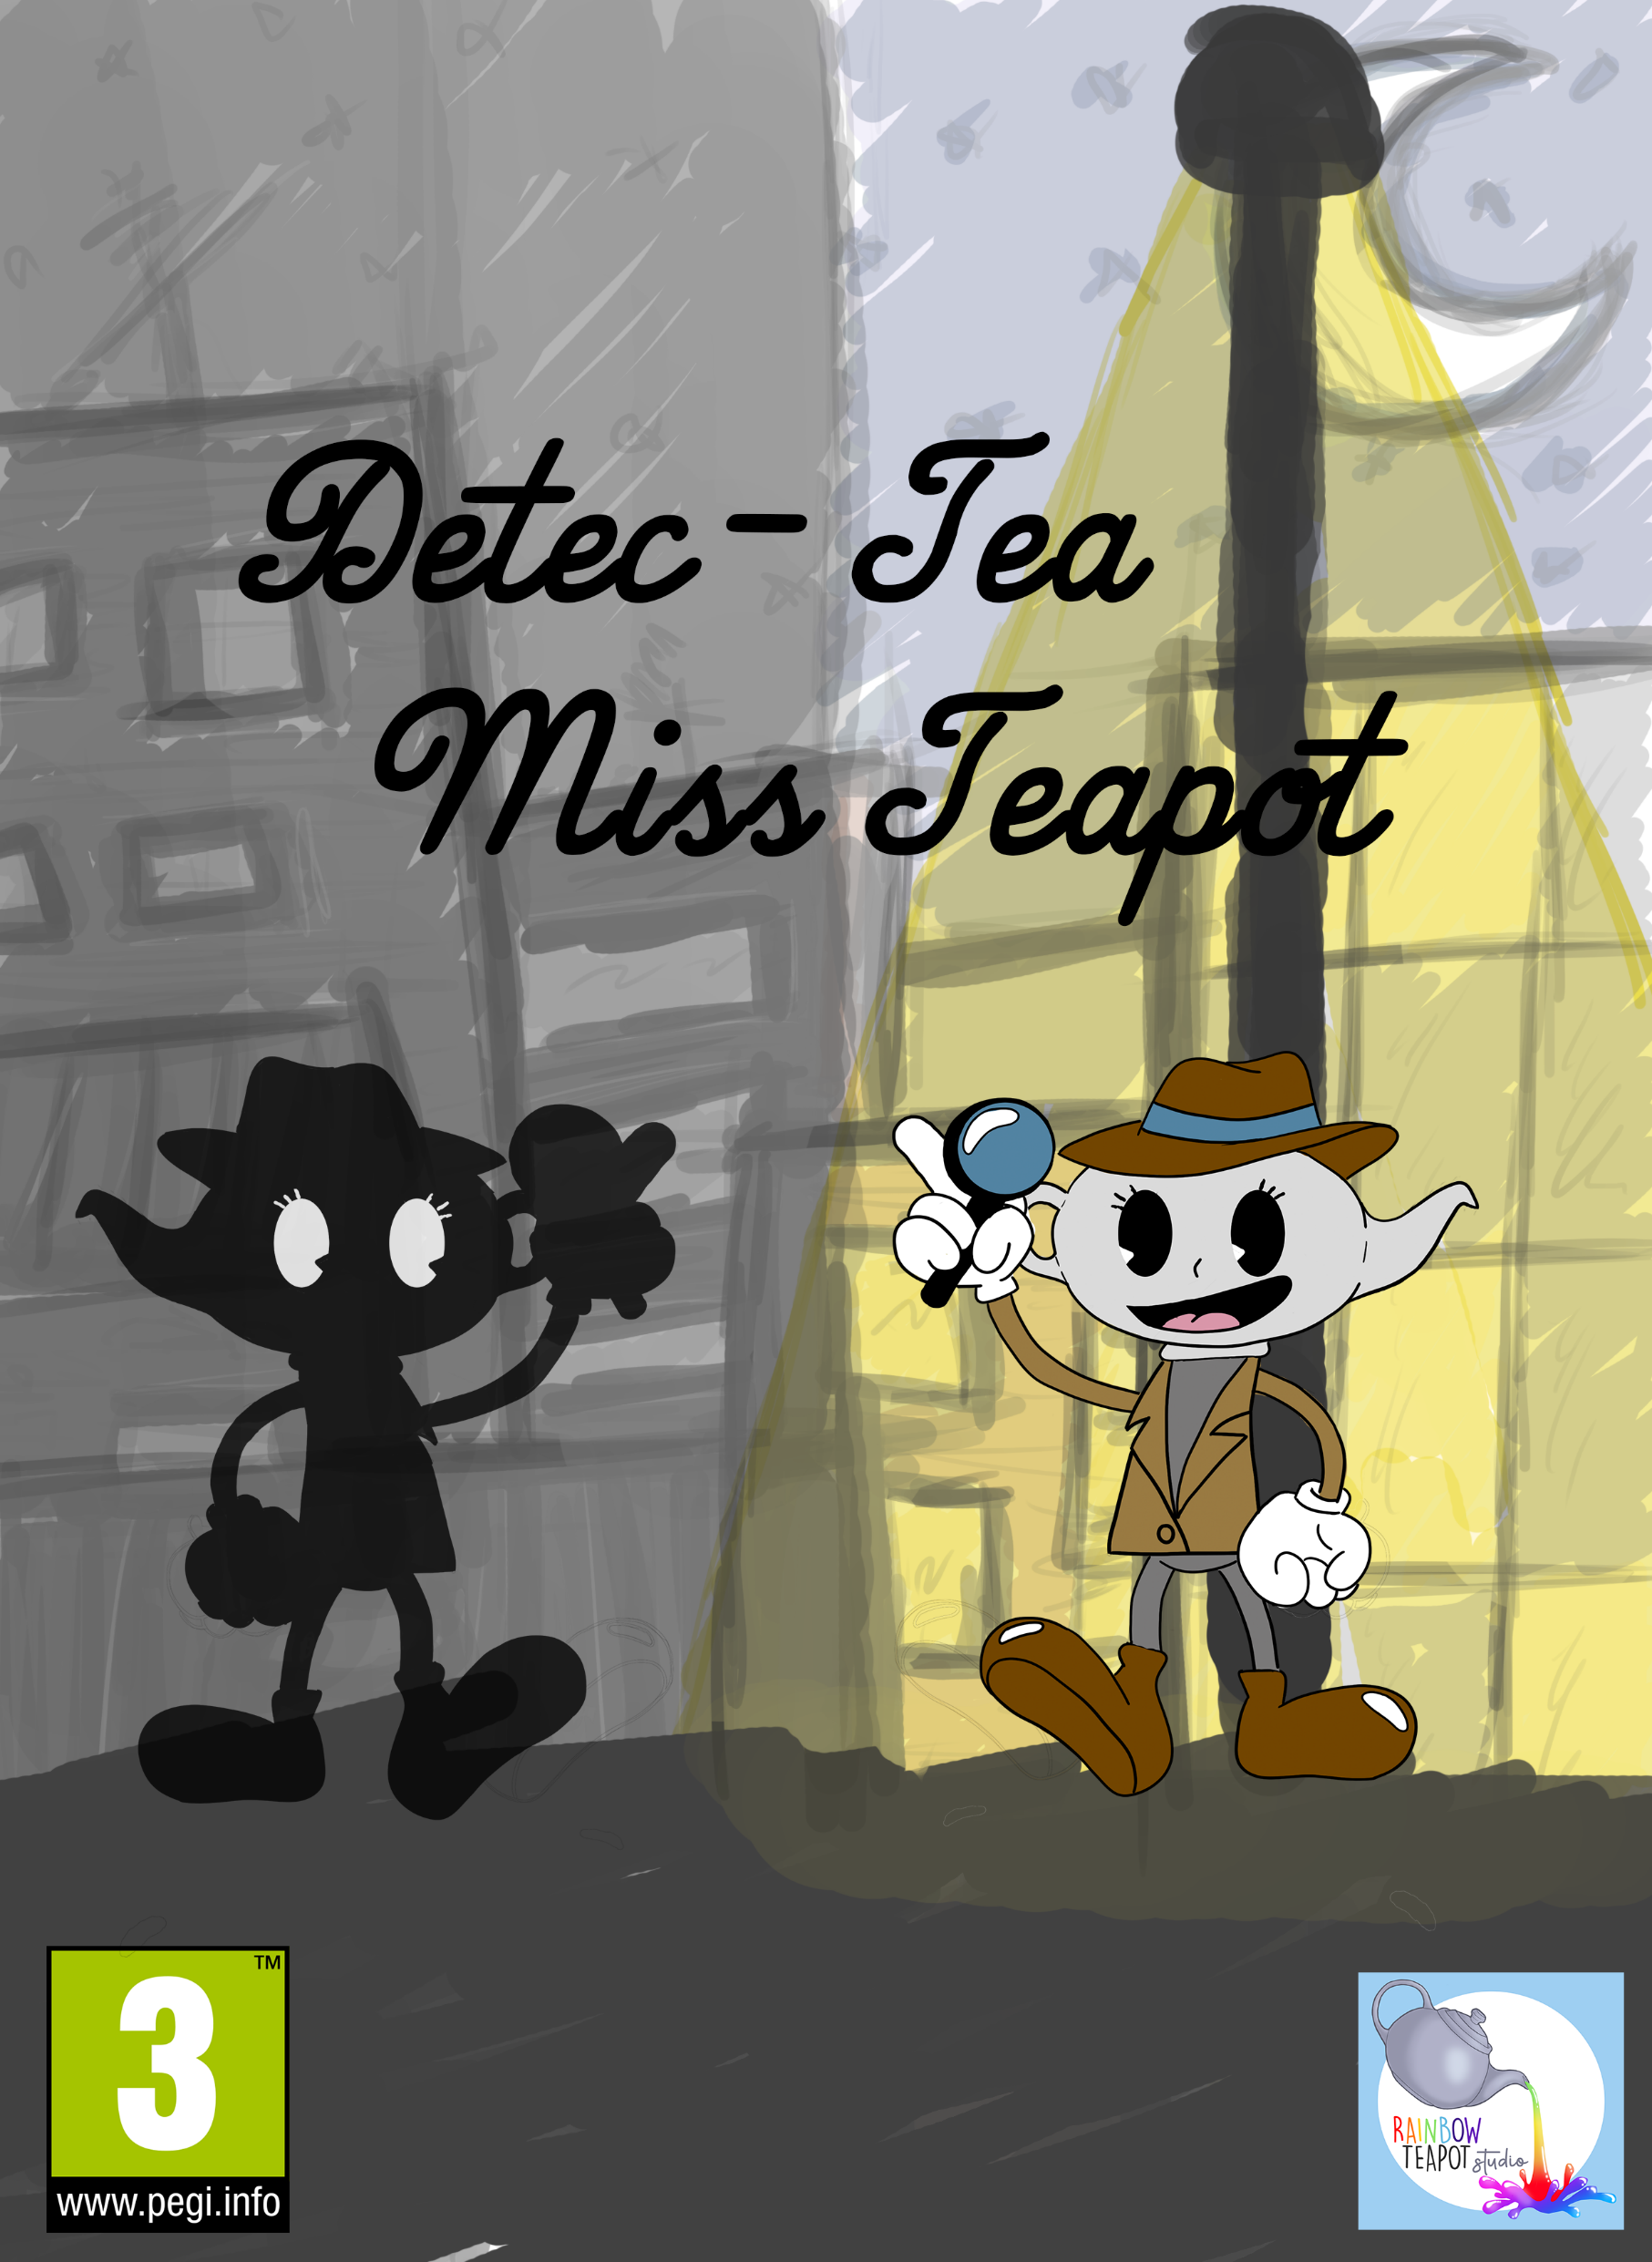 Detec-Tea
Miss Teapot
3
TM
www.pegi.info
RAINBOW
TEAPOT studio